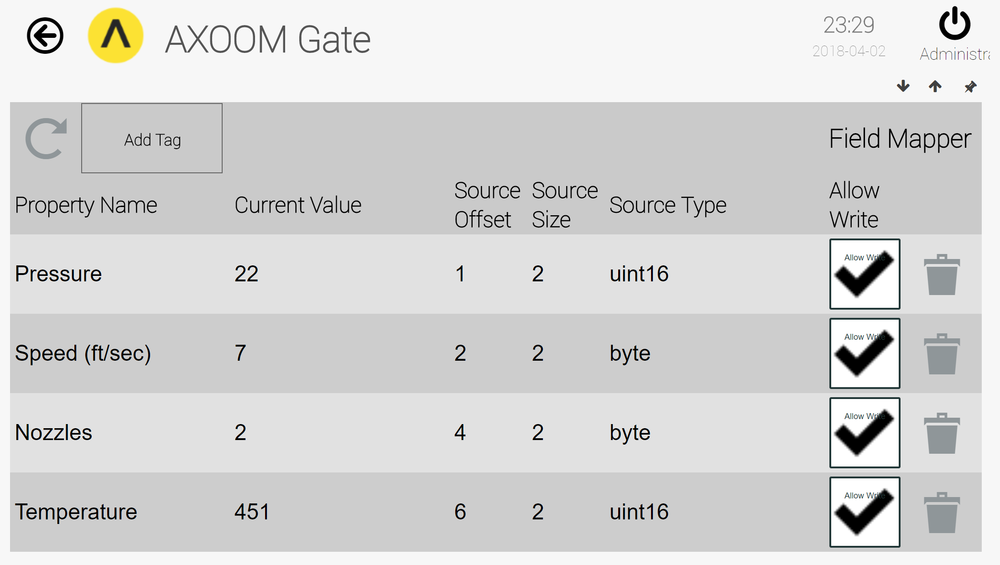 AXOOM Gate
23:29
2018-04-02
Administra
Add Tag
Field Mapper
Property Name Current Value Source Offset Source Size Source Type Allow Write
Pressure 22 1 2 uint16 Allow Write
Speed (ft/sec) 7 2 2 byte Allow Write
Nozzles 2 4 2 byte Allow Write
Temperature 451 6 2 uint16 Allow Write